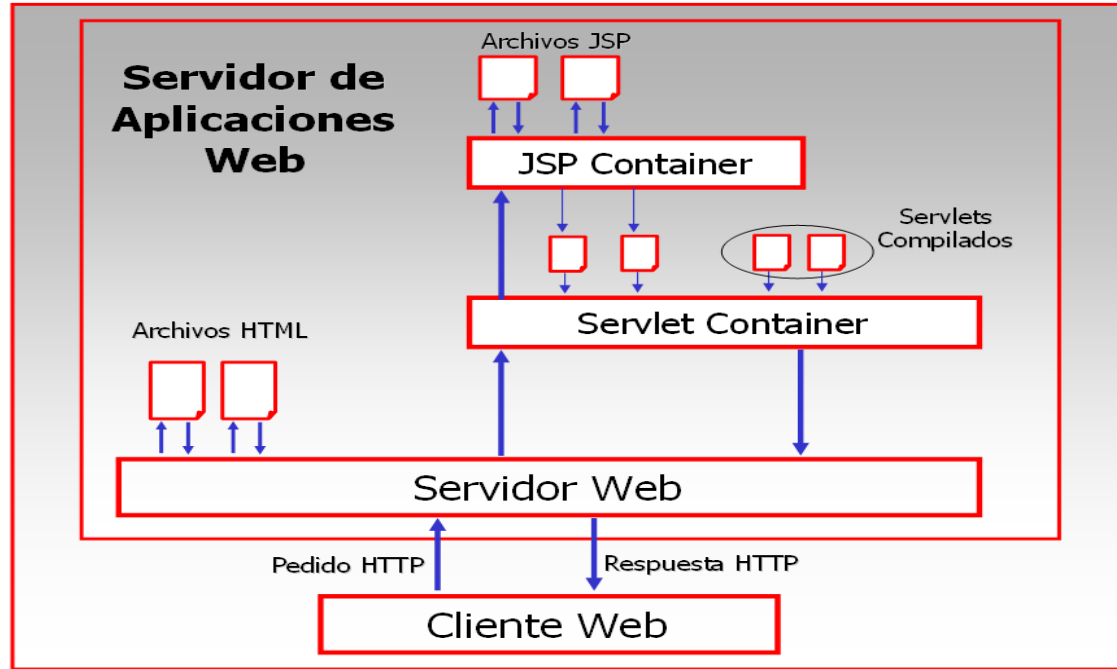 Archivos JSP
Servidor de
Aplicaciones
Web
JSP Container
Servlets
Compilados
Servlet Container
Archivos HTML
Servidor Web
Pedido HTTP
Respuesta HTTP
Cliente Web